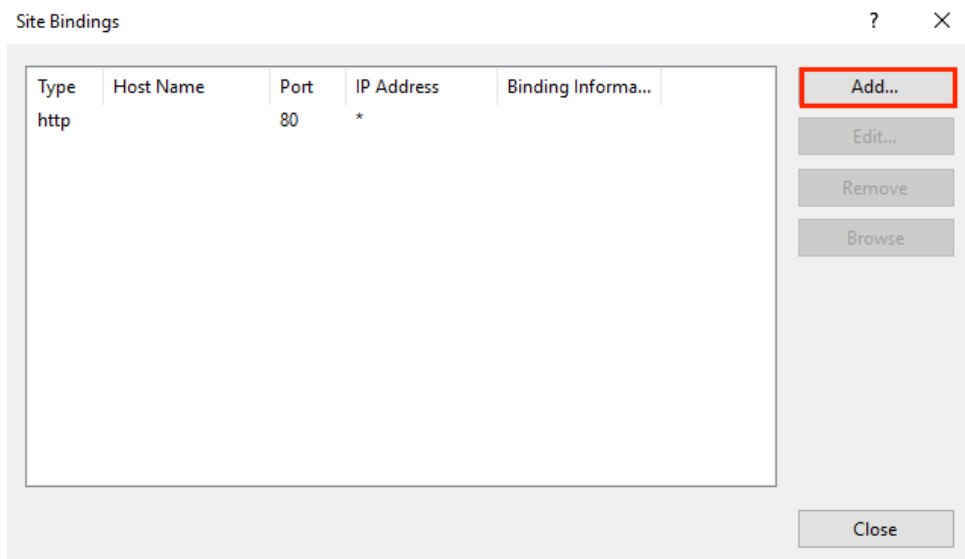 Site Bindings ?
Type Host Name Port IP Address Binding Informa...
http 80 *
Add...
Edit...
Remove
Browse
Close